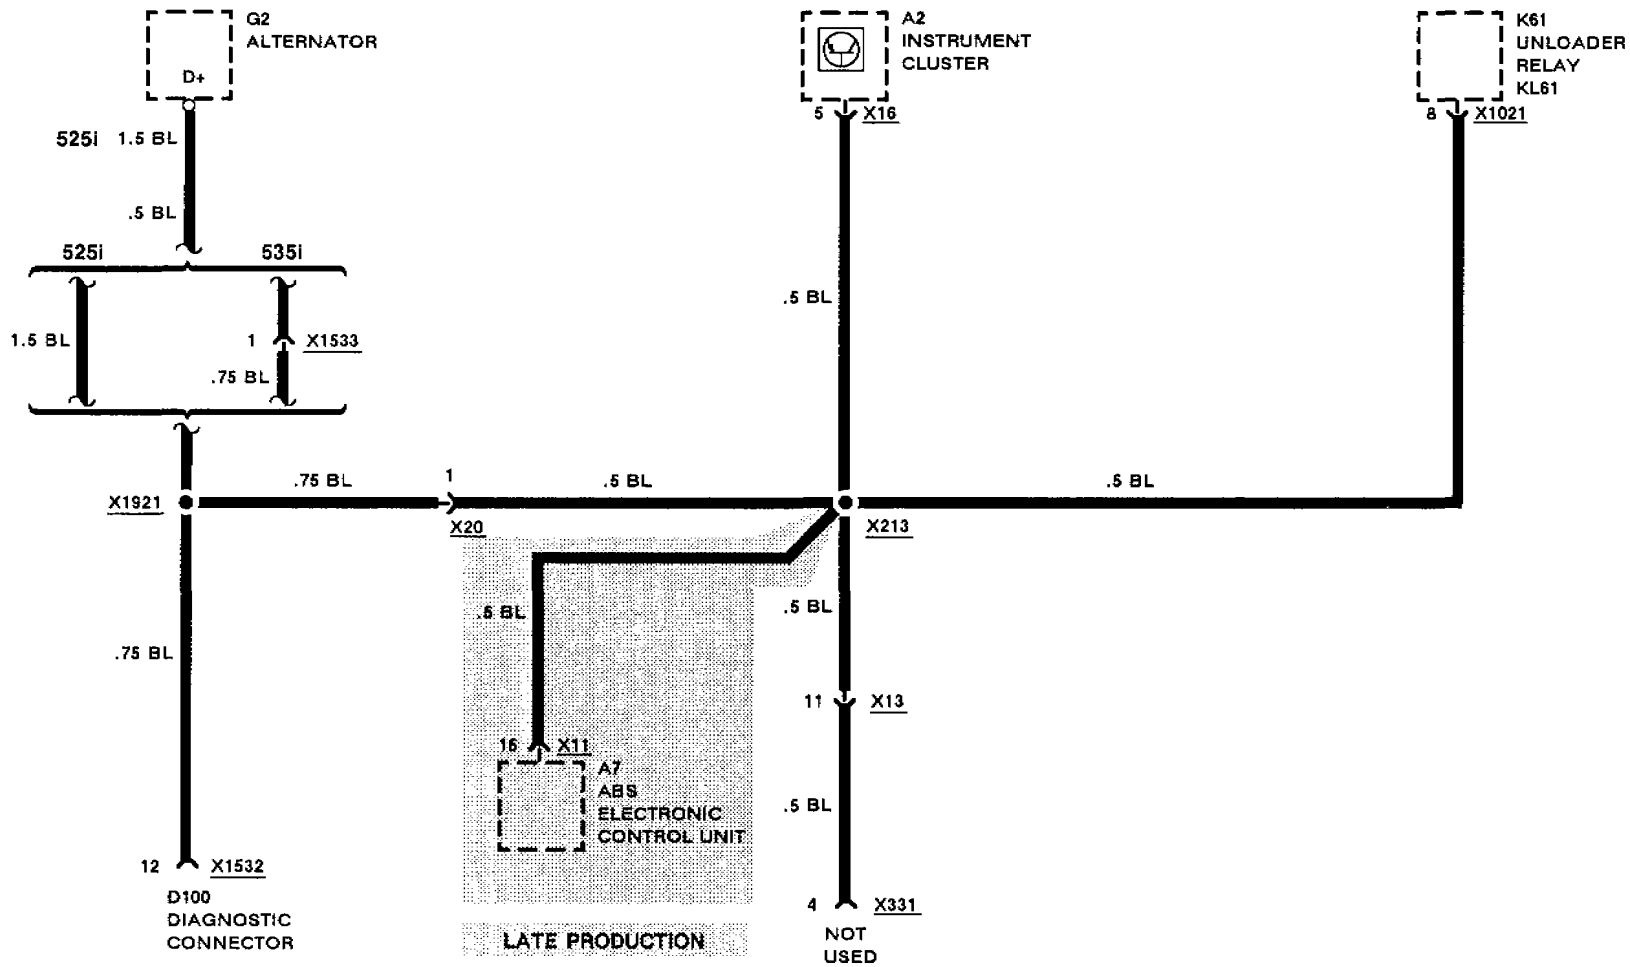 G2
ALTERNATOR
D+
525i 1.5 BL
.5 BL
525i
535i
1.5 BL
1 X1533
.75 BL
X1921
.75 BL
1
X20
.5 BL
.75 BL
12 X1532
D100
DIAGNOSTIC
CONNECTOR
A2
INSTRUMENT
CLUSTER
5 X16
.5 BL
K61
UNLOADER
RELAY
KL61
8 X1021
.5 BL
X213
.5 BL
16 X11
A7
ABS
ELECTRONIC
CONTROL UNIT
LATE PRODUCTION
.5 BL
11 X13
.5 BL
4 X331
NOT
USED